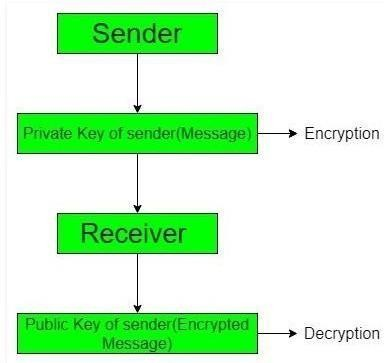 Sender
Private Key of sender(Message)
Encryption
Receiver
Public Key of sender(Encrypted
Message)
Decryption